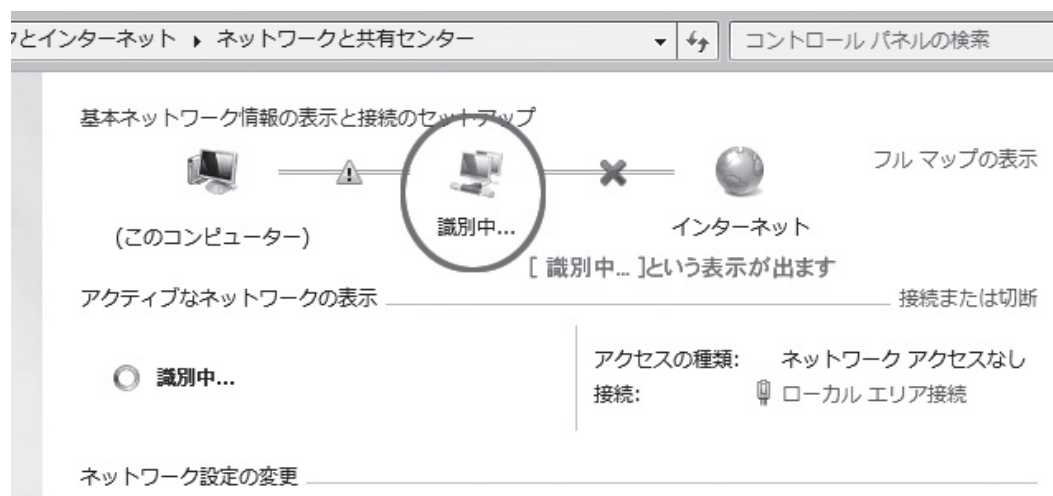 クとインターネット ▸ ネットワークと共有センター
コントロール パネルの検索
基本ネットワーク情報の表示と接続のセットアップ
フル マップの表示
(このコンピューター)
識別中...
インターネット
[ 識別中... ]という表示が出ます
アクティブなネットワークの表示
接続または切断
識別中...
アクセスの種類: ネットワーク アクセスなし
接続: ローカル エリア接続
ネットワーク設定の変更